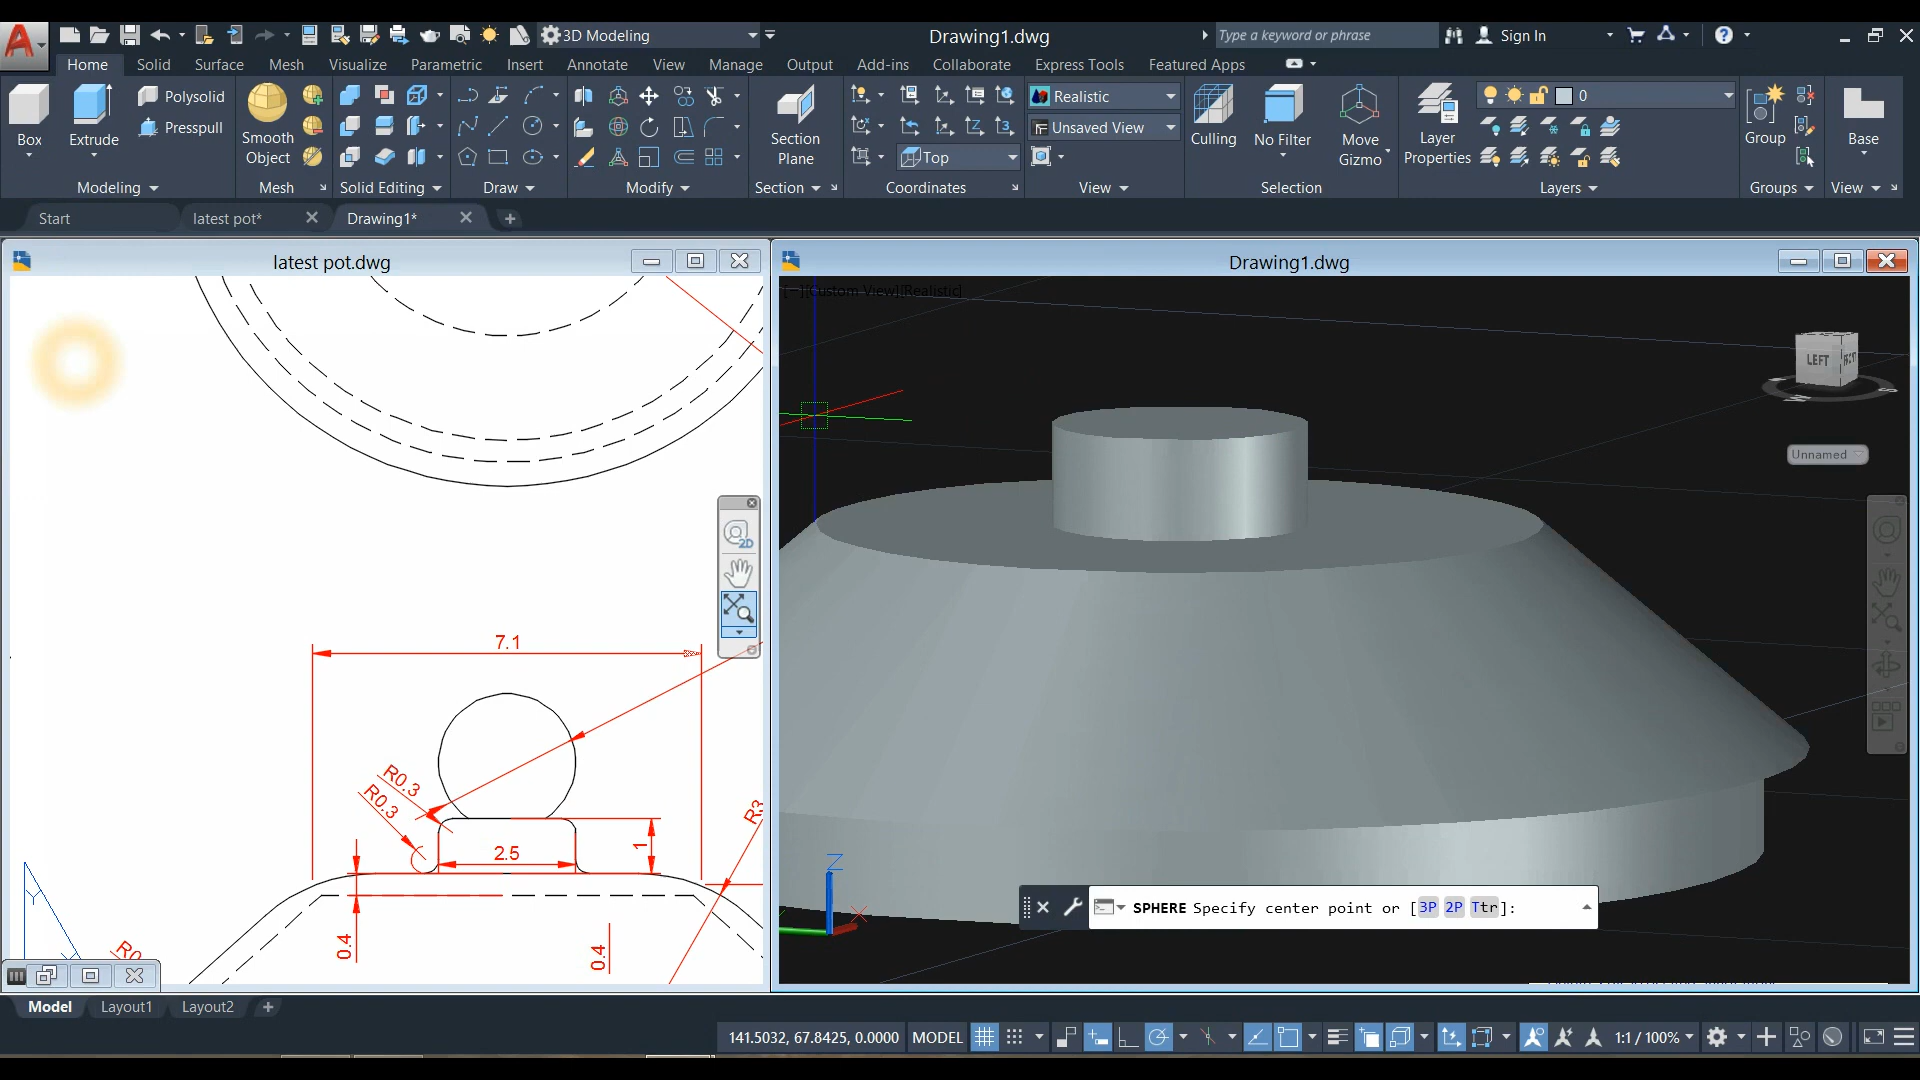 3D Modeling
Drawing1.dwg
Type a keyword or phrase
Sign In
Home
Solid
Surface
Mesh
Visualize
Parametric
Insert
Annotate
View
Manage
Output
Add-ins
Collaborate
Express Tools
Featured Apps
Box
Extrude
Polysolid
Presspull
Smooth
Object
Section
Plane
Realistic
Unsaved View
Top
Culling
No Filter
Move
Gizmo
Layer
Properties
0
Group
Base
Modeling
Mesh
Solid Editing
Draw
Modify
Section
Coordinates
View
Selection
Layers
Groups
View
Start
latest pot*
Drawing1*
latest pot.dwg
Drawing1.dwg
[−][Custom View][Realistic]
LEFT
FRONT
N
S
Unnamed
2D
7.1
R0.3
R0.3
2.5
1
0.4
0.4
Y
Z
SPHERE Specify center point or [3P 2P Ttr]:
Model
Layout1
Layout2
141.5032, 67.8425, 0.0000
MODEL
1:1 / 100%